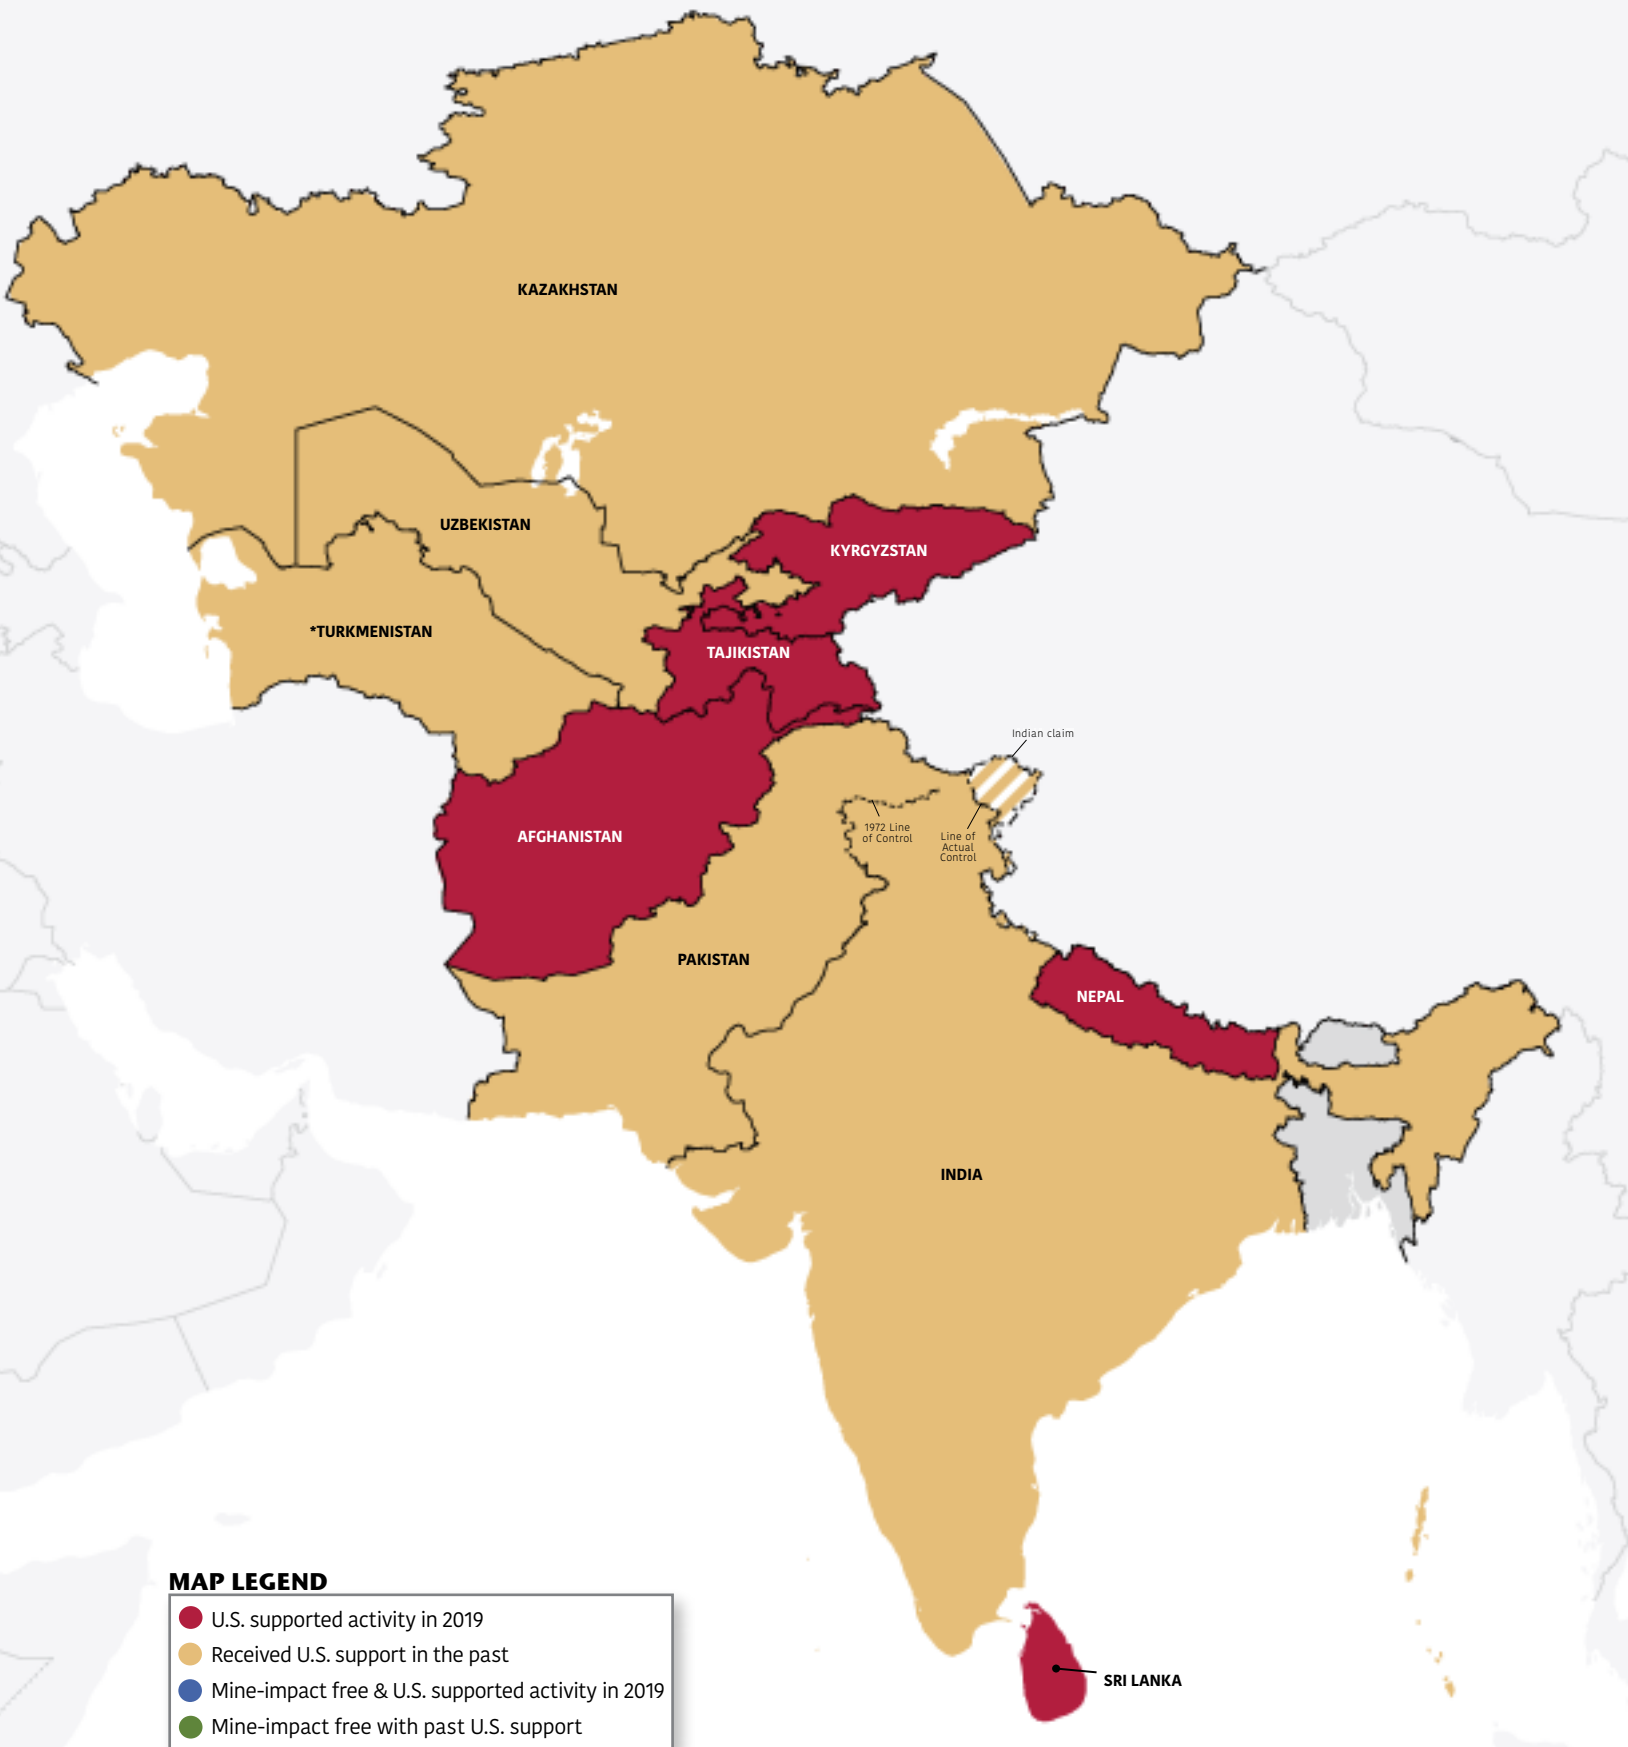 KAZAKHSTAN
UZBEKISTAN
KYRGYZSTAN
*TURKMENISTAN
TAJIKISTAN
Indian claim
AFGHANISTAN
1972 Line
of Control
Line of
Actual
Control
PAKISTAN
NEPAL
INDIA
SRI LANKA
MAP LEGEND
U.S. supported activity in 2019
Received U.S. support in the past
Mine-impact free & U.S. supported activity in 2019
Mine-impact free with past U.S. support